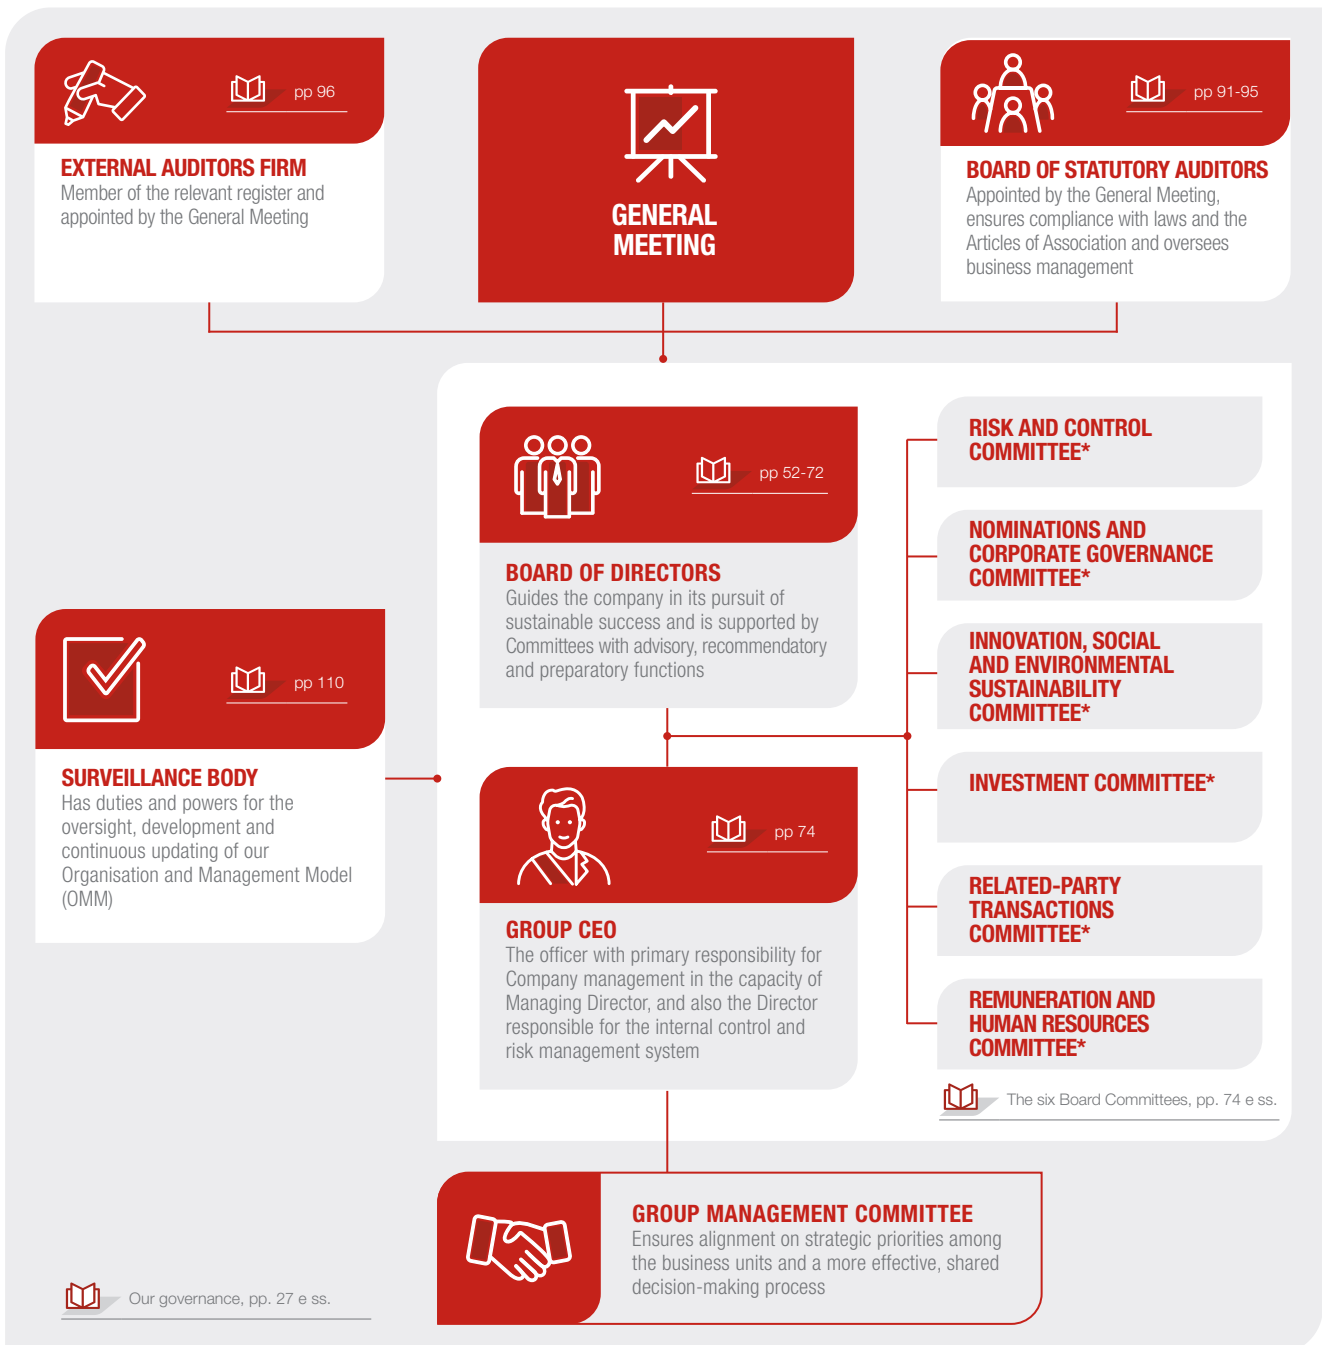 pp 96
EXTERNAL AUDITORS FIRM
Member of the relevant register and
appointed by the General Meeting
GENERAL
MEETING
pp 91-95
BOARD OF STATUTORY AUDITORS
Appointed by the General Meeting,
ensures compliance with laws and the
Articles of Association and oversees
business management
pp 52-72
BOARD OF DIRECTORS
Guides the company in its pursuit of
sustainable success and is supported by
Committees with advisory, recommendatory
and preparatory functions
RISK AND CONTROL
COMMITTEE*
NOMINATIONS AND
CORPORATE GOVERNANCE
COMMITTEE*
INNOVATION, SOCIAL
AND ENVIRONMENTAL
SUSTAINABILITY
COMMITTEE*
INVESTMENT COMMITTEE*
RELATED-PARTY
TRANSACTIONS
COMMITTEE*
REMUNERATION AND
HUMAN RESOURCES
COMMITTEE*
The six Board Committees, pp. 74 e ss.
pp 110
SURVEILLANCE BODY
Has duties and powers for the
oversight, development and
continuous updating of our
Organisation and Management Model
(OMM)
pp 74
GROUP CEO
The officer with primary responsibility for
Company management in the capacity of
Managing Director, and also the Director
responsible for the internal control and
risk management system
GROUP MANAGEMENT COMMITTEE
Ensures alignment on strategic priorities among
the business units and a more effective, shared
decision-making process
Our governance, pp. 27 e ss.